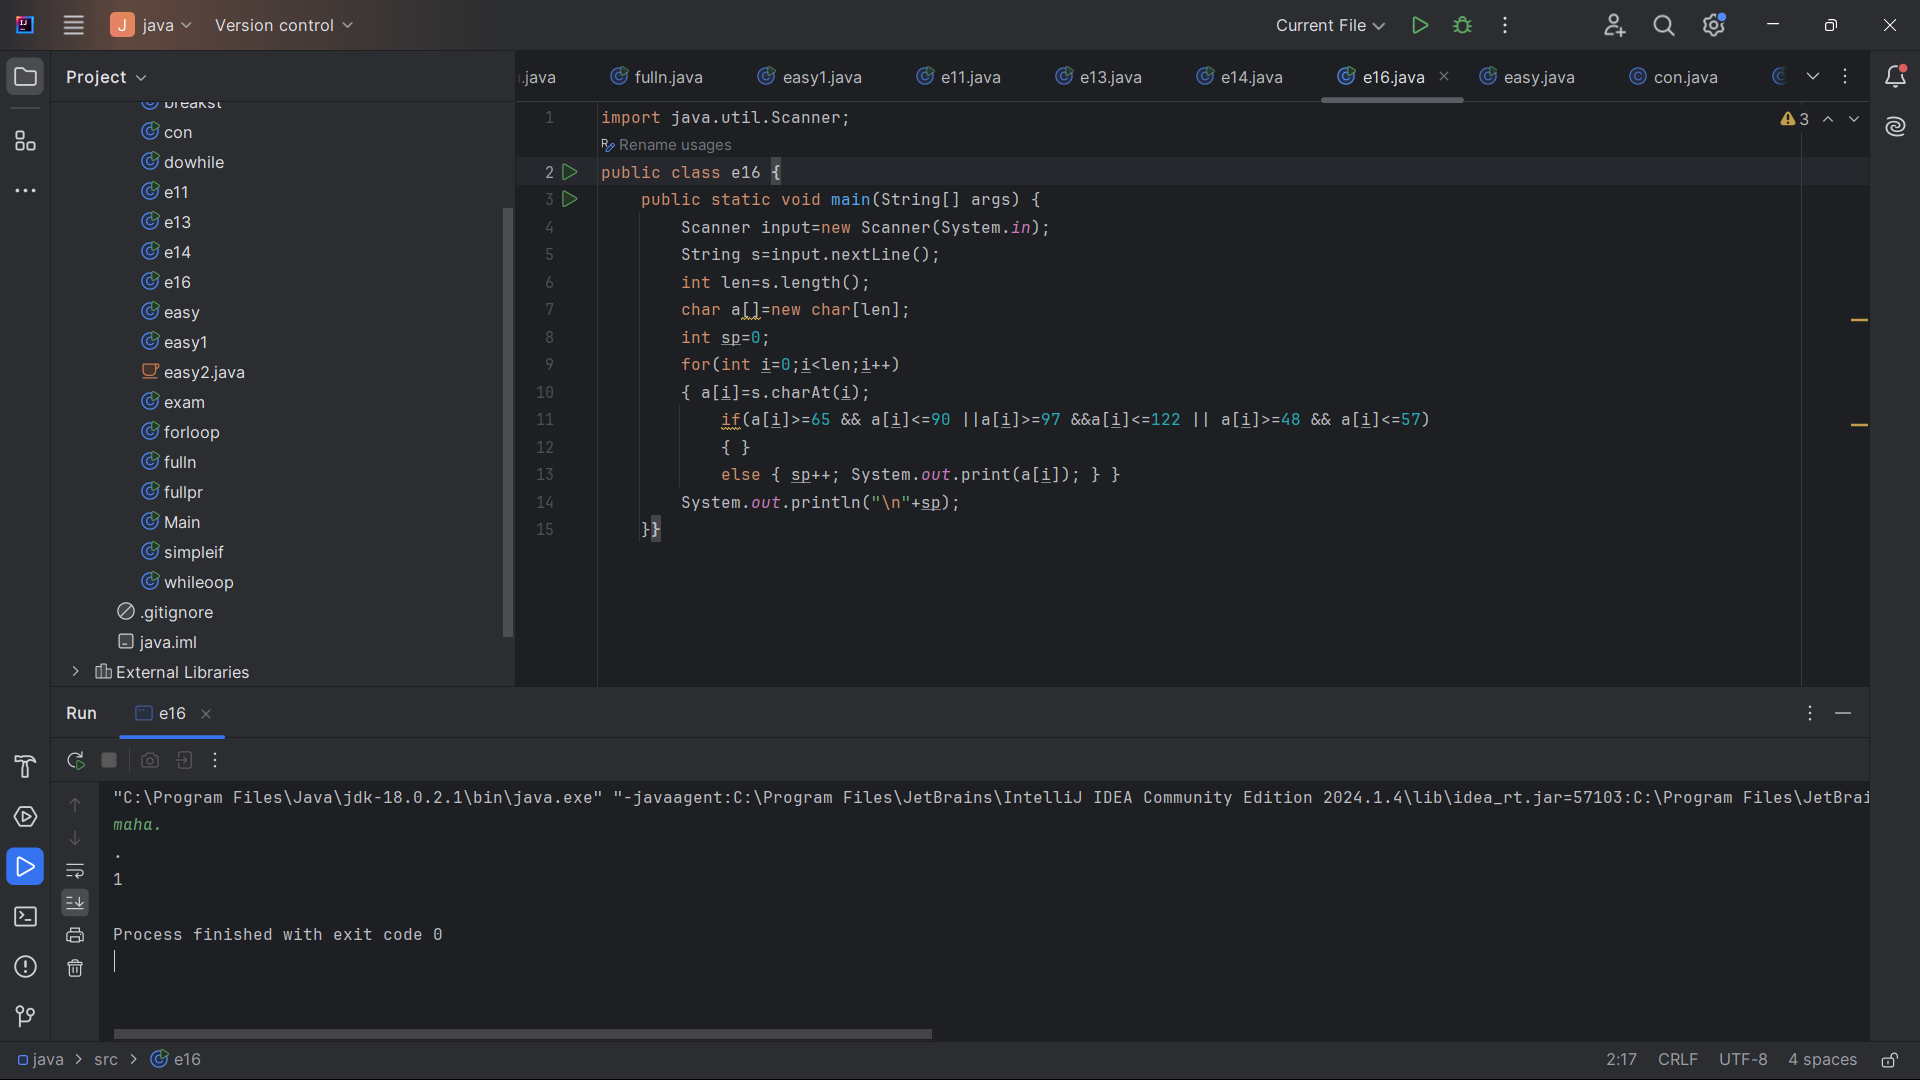 J java Version control Current File
Project
.java fulln.java easy1.java e11.java e13.java e14.java e16.java easy.java con.java
breakst
con
dowhile
e11
e13
e14
e16
easy
easy1
easy2.java
exam
forloop
fulln
fullpr
Main
simpleif
whileoop
.gitignore
java.iml
External Libraries
3
1 import java.util.Scanner;
Rename usages
2 public class e16 {
3 public static void main(String[] args) {
4 Scanner input=new Scanner(System.in);
5 String s=input.nextLine();
6 int len=s.length();
7 char a[]=new char[len];
8 int sp=0;
9 for(int i=0;i<len;i++)
10 { a[i]=s.charAt(i);
11 if(a[i]>=65 && a[i]<=90 ||a[i]>=97 &&a[i]<=122 || a[i]>=48 && a[i]<=57)
12 { }
13 else { sp++; System.out.print(a[i]); } }
14 System.out.println("\n"+sp);
15 }}
Run e16
"C:\Program Files\Java\jdk-18.0.2.1\bin\java.exe" "-javaagent:C:\Program Files\JetBrains\IntelliJ IDEA Community Edition 2024.1.4\lib\idea_rt.jar=57103:C:\Program Files\JetBrai
maha.
.
1
Process finished with exit code 0
java > src > e16 2:17 CRLF UTF-8 4 spaces